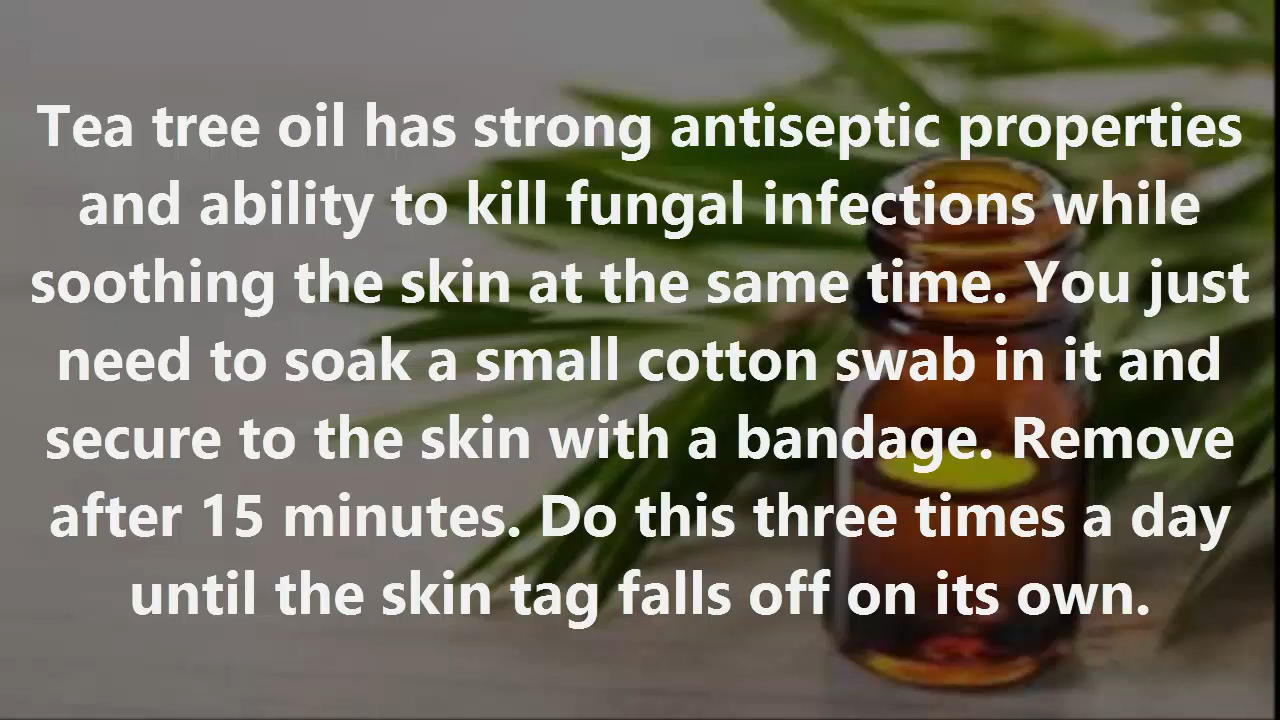 Tea tree oil has strong antiseptic properties
and ability to kill fungal infections while
soothing the skin at the same time. You just
need to soak a small cotton swab in it and
secure to the skin with a bandage. Remove
after 15 minutes. Do this three times a day
until the skin tag falls off on its own.